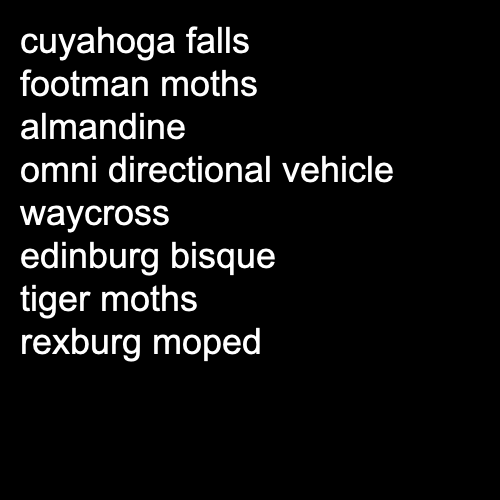 cuyahoga falls
footman moths
almandine
omni directional vehicle
waycross
edinburg bisque
tiger moths
rexburg moped